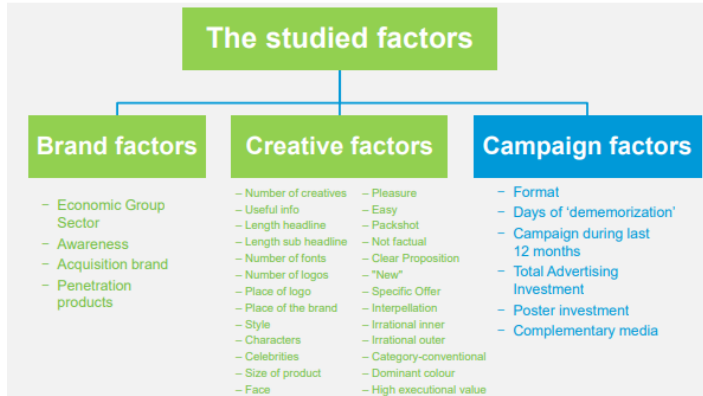 The studied factors
Brand factors
− Economic Group
Sector
− Awareness
− Acquisition brand
− Penetration
products
Creative factors
– Number of creatives
– Useful info
– Length headline
– Length sub headline
– Number of fonts
– Number of logos
– Place of logo
– Place of the brand
– Style
– Characters
– Celebrities
– Size of product
– Face
– Pleasure
– Easy
– Packshot
– Not factual
– Clear Proposition
– "New"
– Specific Offer
– Interpellation
– Irrational inner
– Irrational outer
– Category-conventional
– Dominant colour
– High executional value
Campaign factors
− Format
− Days of ‘dememorization’
− Campaign during last
12 months
− Total Advertising
Investment
− Poster investment
− Complementary media